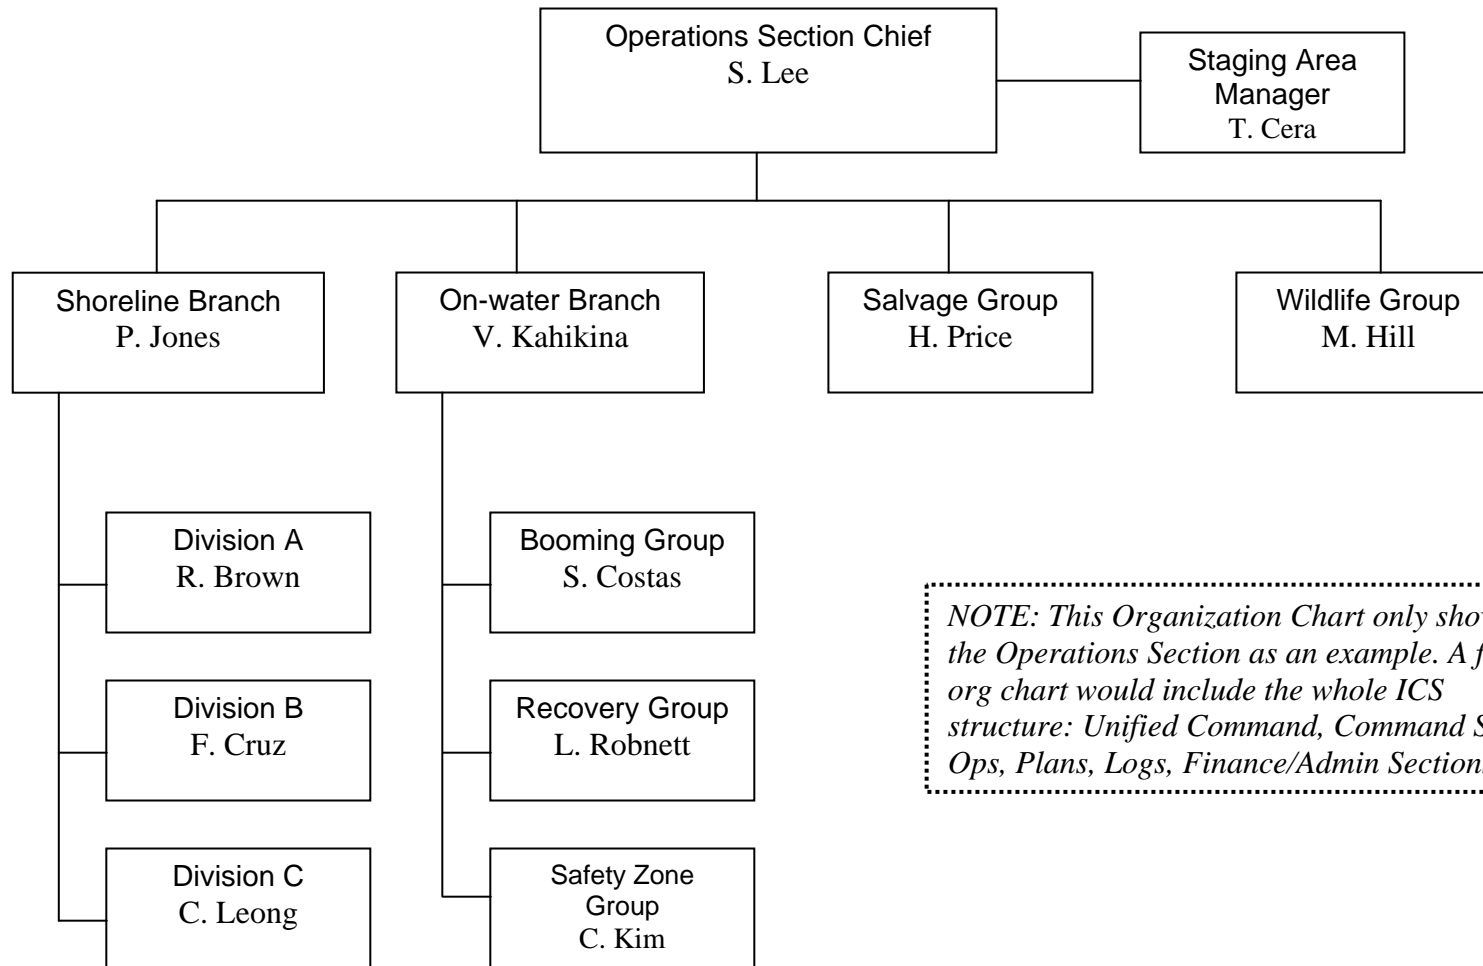 Operations Section Chief
S. Lee
Staging Area
Manager
T. Cera
Shoreline Branch
P. Jones
On-water Branch
V. Kahikina
Salvage Group
H. Price
Wildlife Group
M. Hill
Division A
R. Brown
Booming Group
S. Costas
Division B
F. Cruz
Recovery Group
L. Robnett
Division C
C. Leong
Safety Zone
Group
C. Kim
NOTE: This Organization Chart only
the Operations Section as an example. A
org chart would include the whole ICS
structure: Unified Command, Command
Ops, Plans, Logs, Finance/Admin